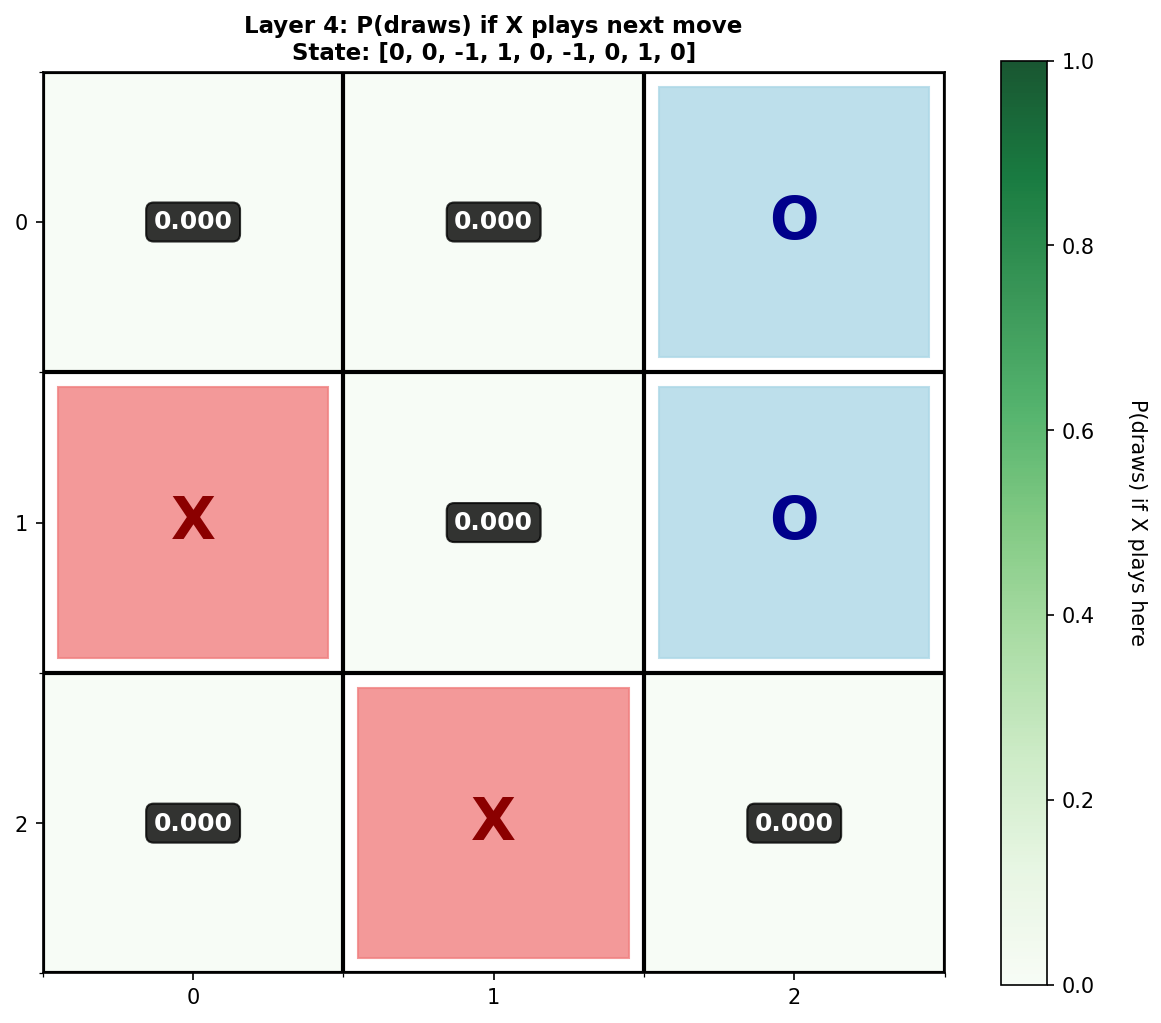 Layer 4: P(draws) if X plays next move
State: [0, 0, -1, 1, 0, -1, 0, 1, 0]
0.000
0.000
O
0
X
0.000
O
1
0.000
X
0.000
2
0
1
2
1.0
0.8
0.6
0.4
0.2
0.0
P(draws) if X plays here